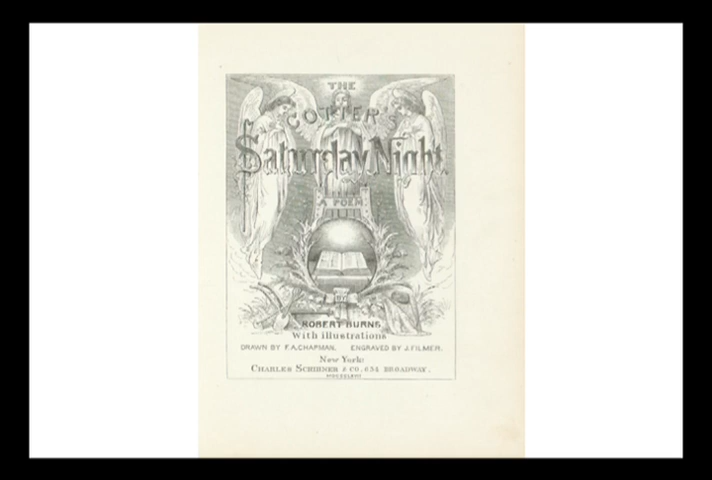 THE
COTTER'S
Saturday Night
A POEM
BY
ROBERT BURNS
With illustrations
DRAWN BY F.A.CHAPMAN. ENGRAVED BY J.FILMER.
New York:
CHARLES SCRIBNER & CO. 654 BROADWAY.